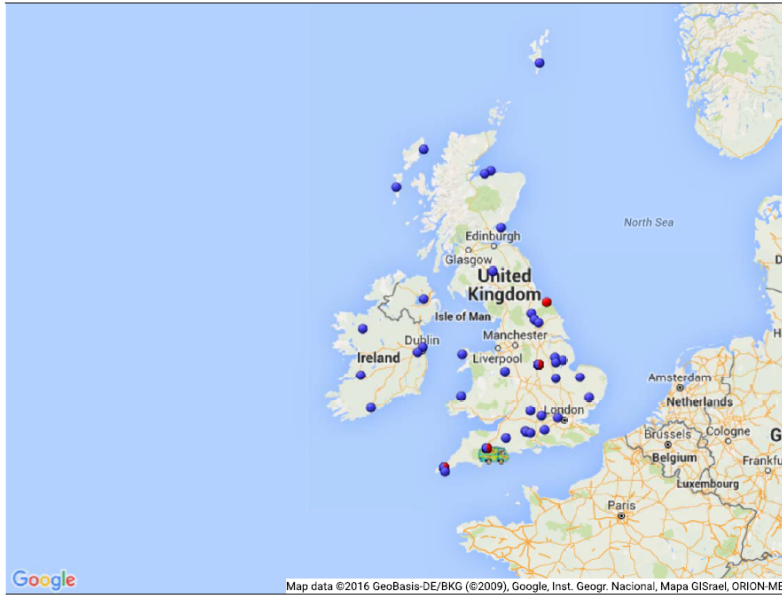 North Sea
Edinburgh
Glasgow
United
Kingdom
Isle of Man
Dublin
Manchester
Ireland
Liverpool
Amsterdam
Netherlands
London
Brussels
Cologne
Belgium
Frankfu
Luxembourg
Paris
Google
Map data ©2016 GeoBasis-DE/BKG (©2009), Google, Inst. Geogr. Nacional, Mapa GISrael, ORION-ME